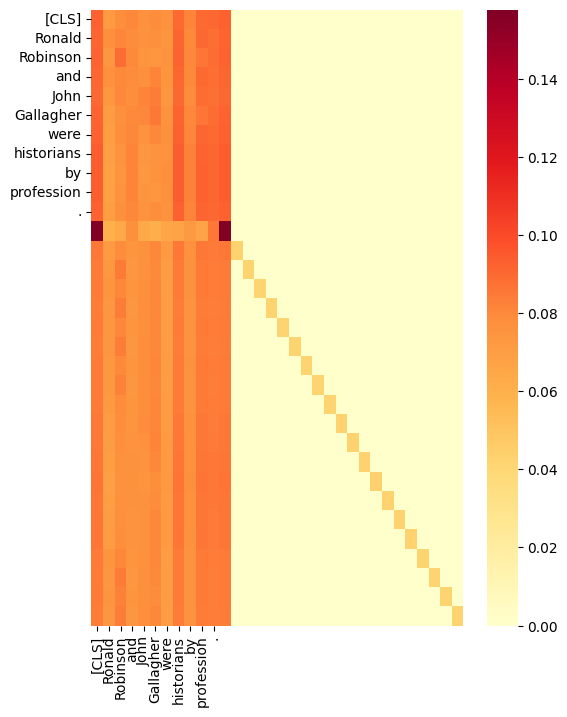 [CLS]
Ronald
Robinson
and
John
Gallagher
were
historians
by
profession
.
0.14
0.12
0.10
0.08
0.06
0.04
0.02
0.00
[CLS]
Ronald
Robinson
and
John
Gallagher
were
historians
by
profession
.